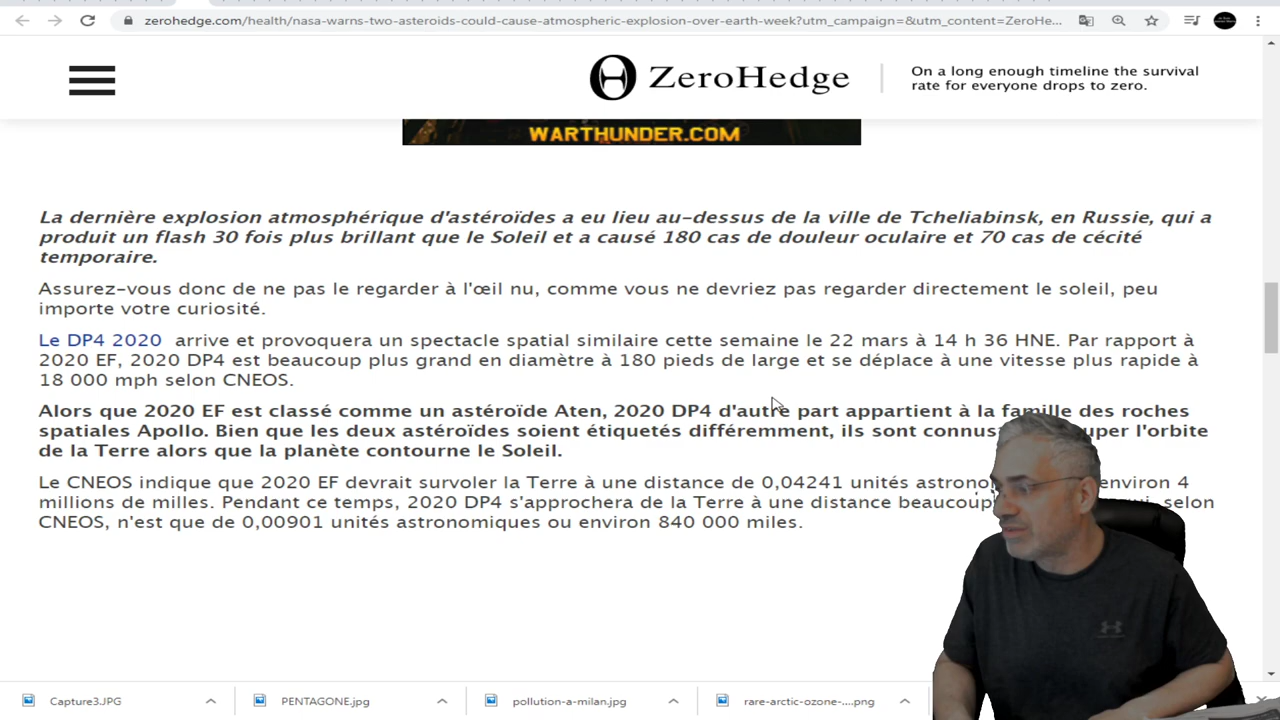 zerohedge.com/health/nasa-warns-two-asteroids-could-cause-atmospheric-explosion-over-earth-week?utm_campaign=&utm_content=ZeroHe...
ZeroHedge
On a long enough timeline the survival
rate for everyone drops to zero.
WARTHUNDER.COM
La dernière explosion atmosphérique d'astéroïdes a eu lieu au-dessus de la ville de Tcheliabinsk, en Russie, qui a
produit un flash 30 fois plus brillant que le Soleil et a causé 180 cas de douleur oculaire et 70 cas de cécité
temporaire.
Assurez-vous donc de ne pas le regarder à l'œil nu, comme vous ne devriez pas regarder directement le soleil, peu
importe votre curiosité.
Le DP4 2020 arrive et provoquera un spectacle spatial similaire cette semaine le 22 mars à 14 h 36 HNE. Par rapport à
2020 EF, 2020 DP4 est beaucoup plus grand en diamètre à 180 pieds de large et se déplace à une vitesse plus rapide à
18 000 mph selon CNEOS.
Alors que 2020 EF est classé comme un astéroïde Aten, 2020 DP4 d'autre part appartient à la famille des roches
spatiales Apollo. Bien que les deux astéroïdes soient étiquetés différemment, ils sont l'orbite
de la Terre alors que la planète contourne le Soleil.
Le CNEOS indique que 2020 EF devrait survoler la Terre à une distance de 0,04241 unités environ 4
millions de milles. Pendant ce temps, 2020 DP4 s'approchera de la Terre à une distance selon
CNEOS, n'est que de 0,00901 unités astronomiques ou environ 840 000 miles.
Capture3.JPG
PENTAGONE.jpg
pollution-a-milan.jpg
rare-arctic-ozone-....png